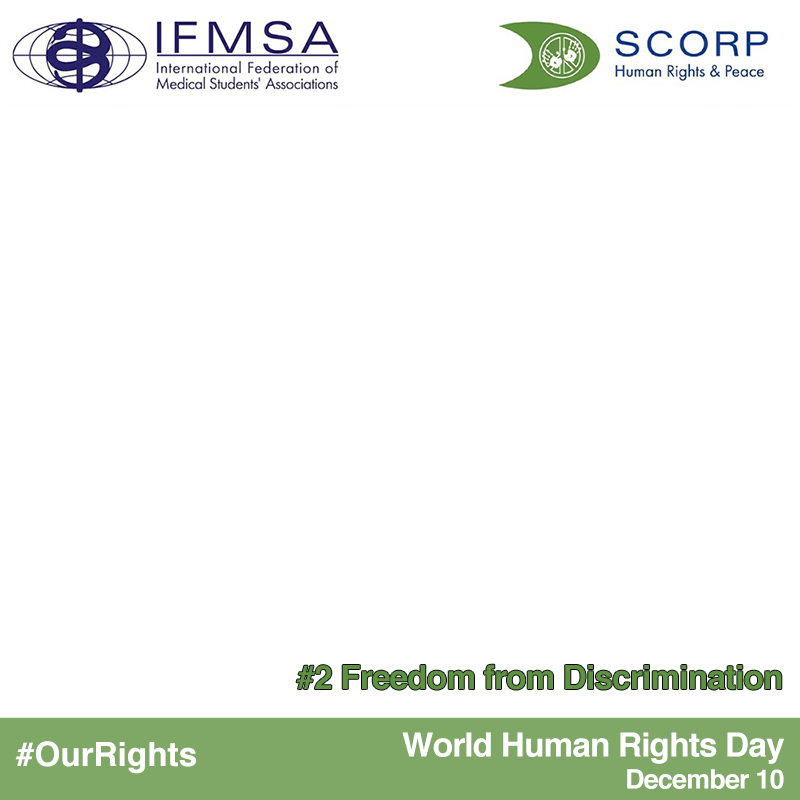 IFMSA
International Federation of
Medical Students' Associations
SCORP
Human Rights & Peace
#2 Freedom from Discrimination
#OurRights
World Human Rights Day
December 10